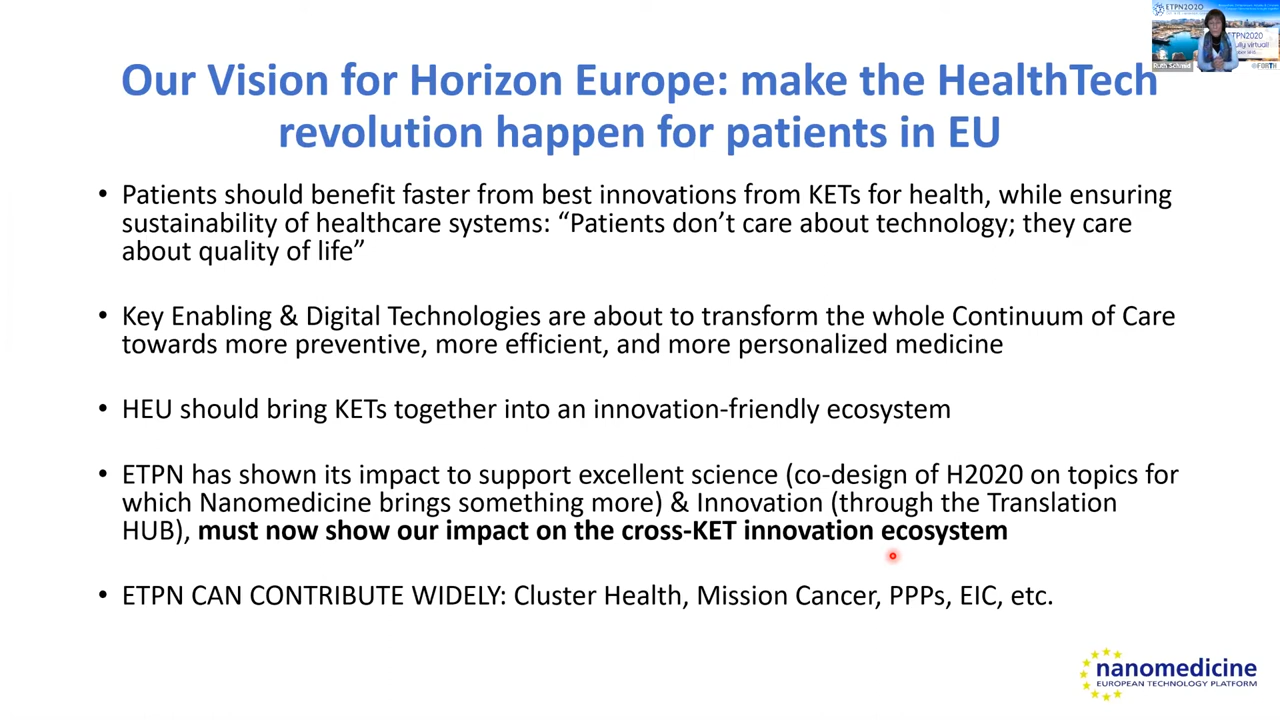 ETPN2020
ETPN2020
fully virtual!
Ruth Schmid
FORTH
Our Vision for Horizon Europe: make the HealthTech
revolution happen for patients in EU
• Patients should benefit faster from best innovations from KETs for health, while ensuring
sustainability of healthcare systems: “Patients don’t care about technology; they care
about quality of life”
• Key Enabling & Digital Technologies are about to transform the whole Continuum of Care
towards more preventive, more efficient, and more personalized medicine
• HEU should bring KETs together into an innovation-friendly ecosystem
• ETPN has shown its impact to support excellent science (co-design of H2020 on topics for
which Nanomedicine brings something more) & Innovation (through the Translation
HUB), must now show our impact on the cross-KET innovation ecosystem
• ETPN CAN CONTRIBUTE WIDELY: Cluster Health, Mission Cancer, PPPs, EIC, etc.
nanomedicine
EUROPEAN TECHNOLOGY PLATFORM